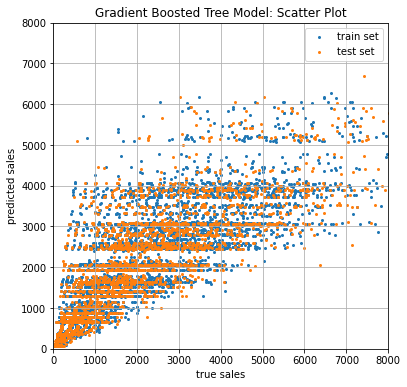 Gradient Boosted Tree Model: Scatter Plot
train set
test set
8000
7000
6000
5000
4000
3000
2000
1000
0
predicted sales
0 1000 2000 3000 4000 5000 6000 7000 8000
true sales